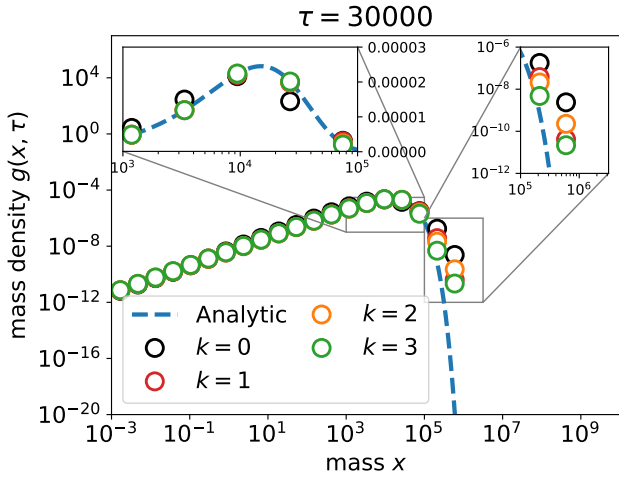 τ = 30000
mass density g(x, τ)
10^4
10^0
10^−4
10^−8
10^−12
10^−16
10^−20
0.00003
0.00002
0.00001
0.00000
10^3 10^4 10^5
10^−6
10^−8
10^−10
10^−12
10^5 10^6
Analytic
k = 0
k = 1
k = 2
k = 3
10^−3 10^−1 10^1 10^3 10^5 10^7 10^9
mass x